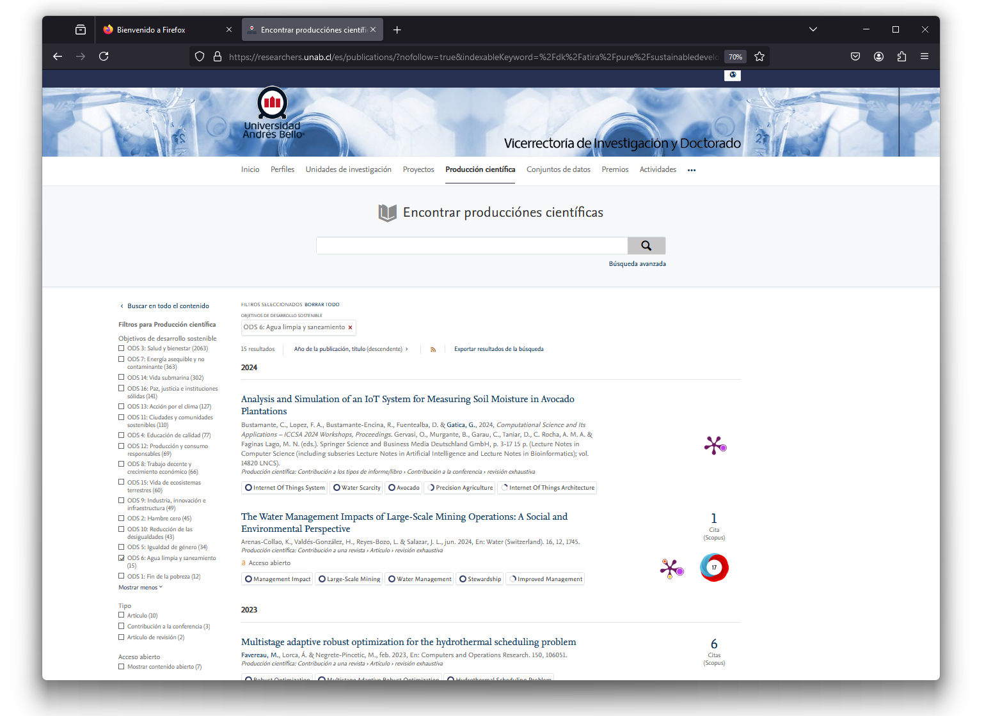 Bienvenido a Firefox
Encontrar producciónes científi
https://researchers.unab.cl/es/publications/?nofollow=true&indexableKeyword=%2Fdk%2Fatira%2Fpure%2Fsustainabledevelo
70%
Universidad
Andrés Bello
Vicerrectoría de Investigación y Doctorado
Inicio Perfiles Unidades de investigación Proyectos Producción científica Conjuntos de datos Premios Actividades •••
Encontrar producciónes científicas
Búsqueda avanzada
‹ Buscar en todo el contenido
Filtros para Producción científica
Objetivos de desarrollo sostenible
ODS 3: Salud y bienestar (2063)
ODS 7: Energía asequible y no
contaminante (363)
ODS 14: Vida submarina (302)
ODS 16: Paz, justicia e instituciones
sólidas (141)
ODS 13: Acción por el clima (127)
ODS 11: Ciudades y comunidades
sostenibles (110)
ODS 4: Educación de calidad (77)
ODS 12: Producción y consumo
responsables (69)
ODS 8: Trabajo decente y
crecimiento económico (66)
ODS 15: Vida de ecosistemas
terrestres (60)
ODS 9: Industria, innovación e
infraestructura (49)
ODS 2: Hambre cero (45)
ODS 10: Reducción de las
desigualdades (43)
ODS 5: Igualdad de género (34)
ODS 6: Agua limpia y saneamiento
(15)
ODS 1: Fin de la pobreza (12)
Mostrar menos
Tipo
Artículo (10)
Contribución a la conferencia (3)
Artículo de revisión (2)
Acceso abierto
Mostrar contenido abierto (7)
FILTROS SELECCIONADOS BORRAR TODO
OBJETIVOS DE DESARROLLO SOSTENIBLE
ODS 6: Agua limpia y saneamiento ×
15 resultados Año de la publicación, título (descendente) › Exportar resultados de la búsqueda
2024
Analysis and Simulation of an IoT System for Measuring Soil Moisture in Avocado
Plantations
Bustamante, C., Lopez, F. A., Bustamante-Encina, R., Fuentealba, D. & Gatica, G., 2024, Computational Science and Its
Applications – ICCSA 2024 Workshops, Proceedings. Gervasi, O., Murgante, B., Garau, C., Taniar, D., C. Rocha, A. M. A. &
Faginas Lago, M. N. (eds.). Springer Science and Business Media Deutschland GmbH, p. 3-17 15 p. (Lecture Notes in
Computer Science (including subseries Lecture Notes in Artificial Intelligence and Lecture Notes in Bioinformatics); vol.
14820 LNCS).
Producción científica: Contribución a los tipos de informe/libro › Contribución a la conferencia › revisión exhaustiva
Internet Of Things System Water Scarcity Avocado Precision Agriculture Internet Of Things Architecture
The Water Management Impacts of Large-Scale Mining Operations: A Social and
Environmental Perspective
Arenas-Collao, K., Valdés-González, H., Reyes-Bozo, L. & Salazar, J. L., jun. 2024, En: Water (Switzerland). 16, 12, 1745.
Producción científica: Contribución a una revista › Artículo › revisión exhaustiva
Acceso abierto
Management Impact Large-Scale Mining Water Management Stewardship Improved Management
1
Cita
(Scopus)
17
2023
Multistage adaptive robust optimization for the hydrothermal scheduling problem
Favereau, M., Lorca, Á. & Negrete-Pincetic, M., feb. 2023, En: Computers and Operations Research. 150, 106051.
Producción científica: Contribución a una revista › Artículo › revisión exhaustiva
Robust Optimization Multistage Adaptive Robust Optimization Hydrothermal Scheduling Problem
6
Citas
(Scopus)